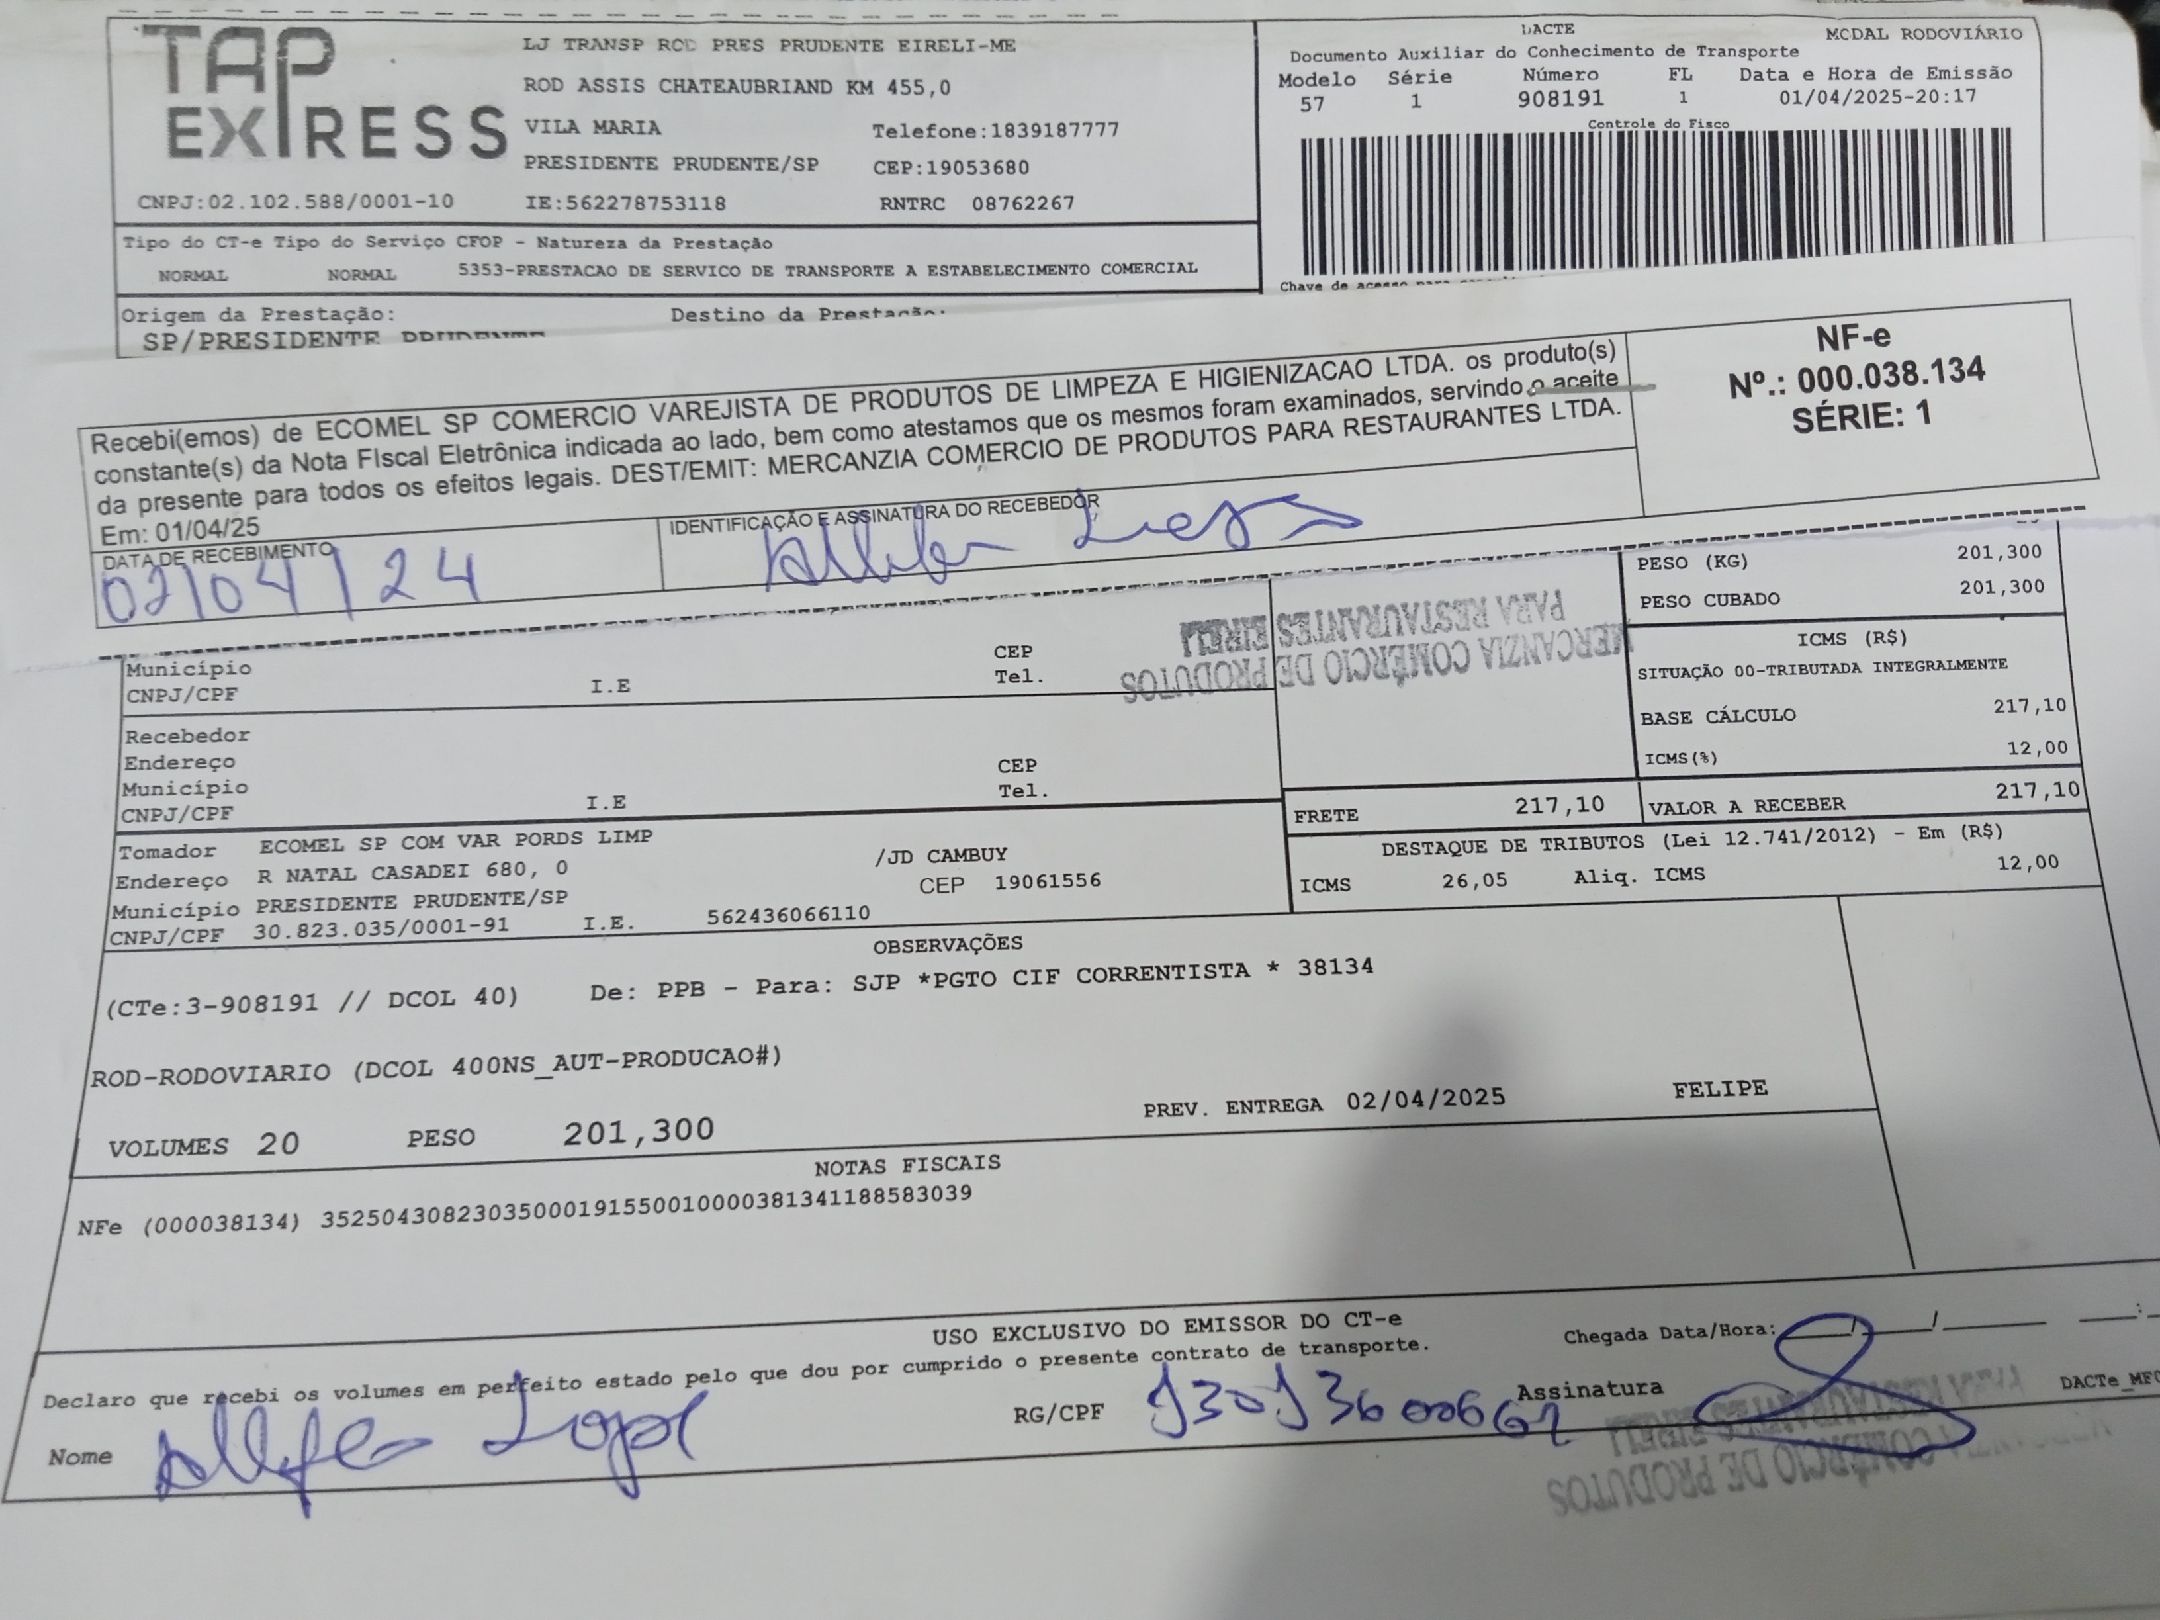 TAP
EXPRESS
LJ TRANSP ROD PRES PRUDENTE EIRELI-ME
ROD ASSIS CHATEAUBRIAND KM 455,0
VILA MARIA Telefone:1839187777
PRESIDENTE PRUDENTE/SP CEP:19053680
CNPJ:02.102.588/0001-10 IE:562278753118 RNTRC 08762267
DACTE MODAL RODOVIÁRIO
Documento Auxiliar do Conhecimento de Transporte
Modelo Série Número FL Data e Hora de Emissão
57 1 908191 1 01/04/2025-20:17
Controle do Fisco
Chave de acesso para
Tipo do CT-e Tipo do Serviço CFOP - Natureza da Prestação
NORMAL NORMAL 5353-PRESTACAO DE SERVICO DE TRANSPORTE A ESTABELECIMENTO COMERCIAL
Origem da Prestação: Destino da Prestação:
SP/PRESIDENTE PRUDENTE
Recebi(emos) de ECOMEL SP COMERCIO VAREJISTA DE PRODUTOS DE LIMPEZA E HIGIENIZACAO LTDA. os produto(s)
constante(s) da Nota FIscal Eletrônica indicada ao lado, bem como atestamos que os mesmos foram examinados, servindo o aceite
da presente para todos os efeitos legais. DEST/EMIT: MERCANZIA COMERCIO DE PRODUTOS PARA RESTAURANTES LTDA.
Em: 01/04/25
NF-e
Nº.: 000.038.134
SÉRIE: 1
DATA DE RECEBIMENTO IDENTIFICAÇÃO E ASSINATURA DO RECEBEDOR
02/04/24
PESO (KG) 201,300
PESO CUBADO 201,300
MERCANZIA COMÉRCIO DE PRODUTOS
PARA RESTAURANTES EIRELI
Município CEP
CNPJ/CPF I.E Tel.
ICMS (R$)
SITUAÇÃO 00-TRIBUTADA INTEGRALMENTE
BASE CÁLCULO 217,10
ICMS(%) 12,00
Recebedor
Endereço CEP
Município Tel.
CNPJ/CPF I.E
FRETE 217,10 VALOR A RECEBER 217,10
Tomador ECOMEL SP COM VAR PORDS LIMP
Endereço R NATAL CASADEI 680, 0 /JD CAMBUY
Município PRESIDENTE PRUDENTE/SP CEP 19061556
CNPJ/CPF 30.823.035/0001-91 I.E. 562436066110
DESTAQUE DE TRIBUTOS (Lei 12.741/2012) - Em (R$)
ICMS 26,05 Aliq. ICMS 12,00
OBSERVAÇÕES
(CTe:3-908191 // DCOL 40) De: PPB - Para: SJP *PGTO CIF CORRENTISTA * 38134
ROD-RODOVIARIO (DCOL 400NS_AUT-PRODUCAO#)
VOLUMES 20 PESO 201,300 PREV. ENTREGA 02/04/2025 FELIPE
NOTAS FISCAIS
NFe (000038134) 35250430823035000191550010000381341188583039
USO EXCLUSIVO DO EMISSOR DO CT-e
Declaro que recebi os volumes em perfeito estado pelo que dou por cumprido o presente contrato de transporte.
Chegada Data/Hora: / / :
Nome RG/CPF Assinatura
DACTe_MF
COMÉRCIO DE PRODUTOS